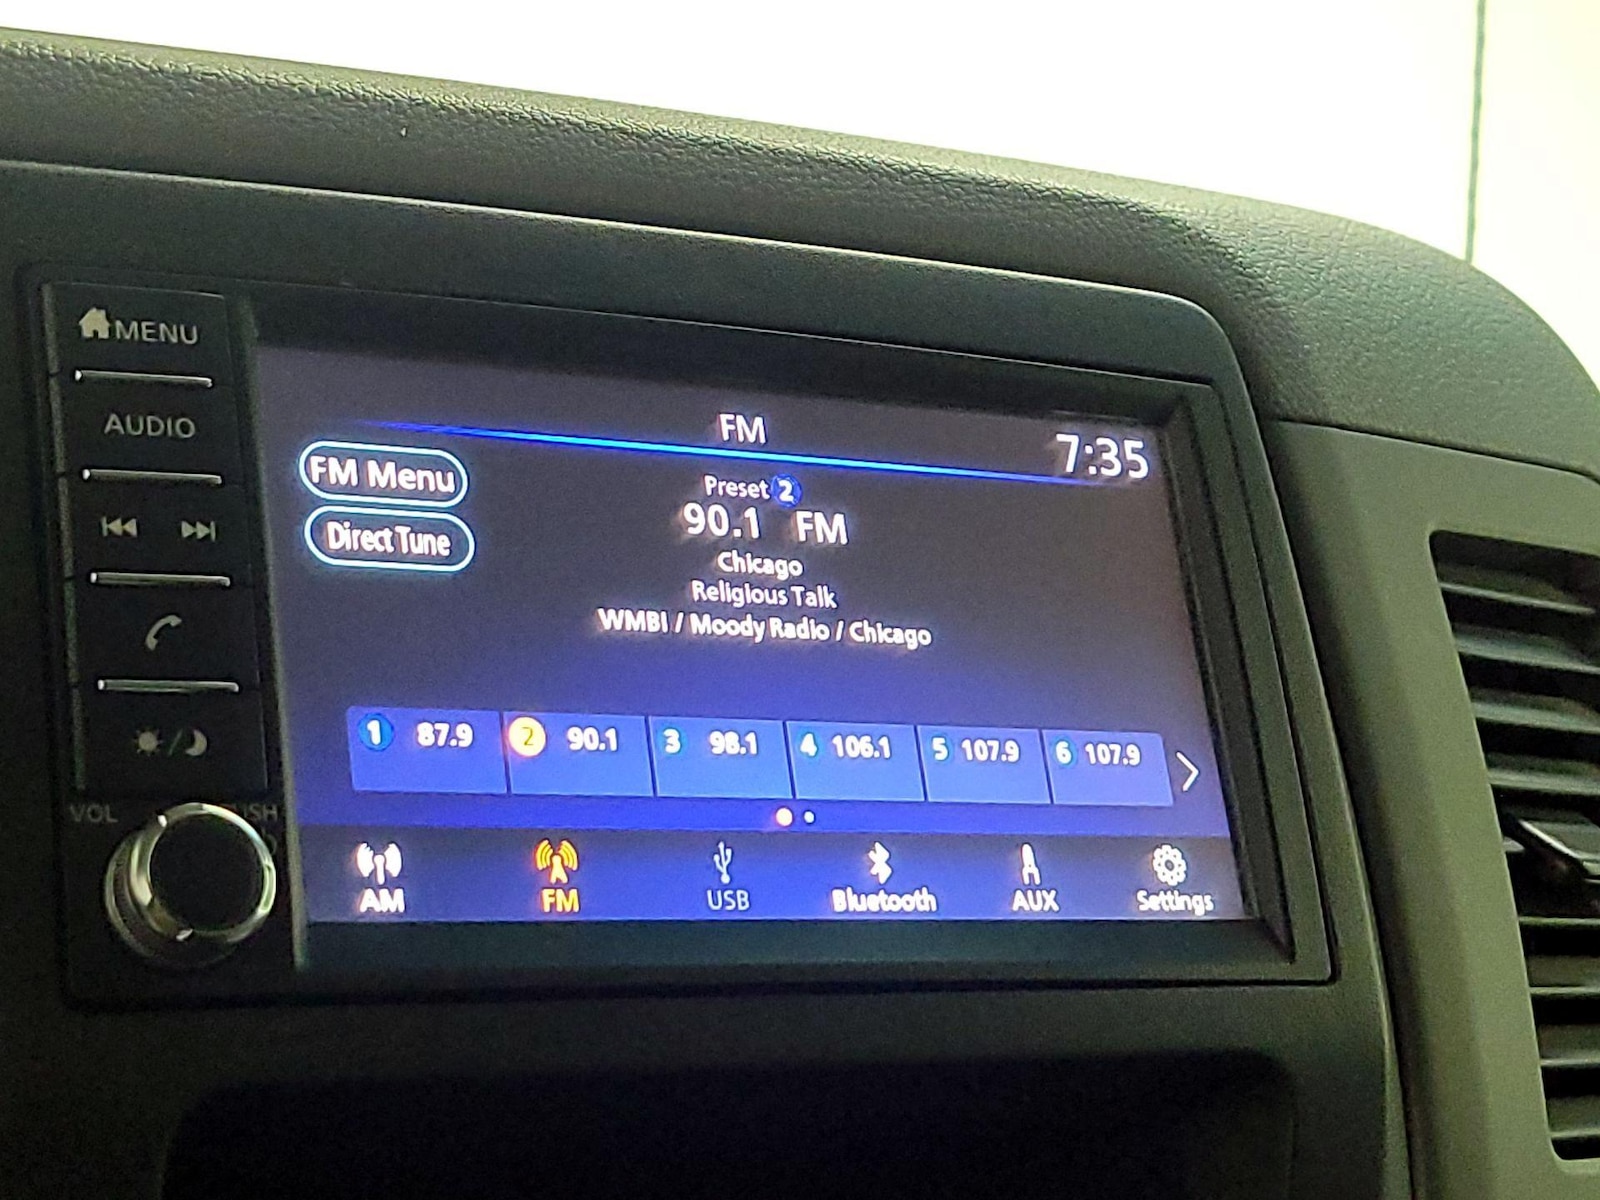 MENU
AUDIO
VOL
FM
7:35
FM Menu
Direct Tune
Preset 2
90.1 FM
Chicago
Religious Talk
WMBI / Moody Radio / Chicago
1 87.9 2 90.1 3 98.1 4 106.1 5 107.9 6 107.9
AM FM USB Bluetooth AUX Settings